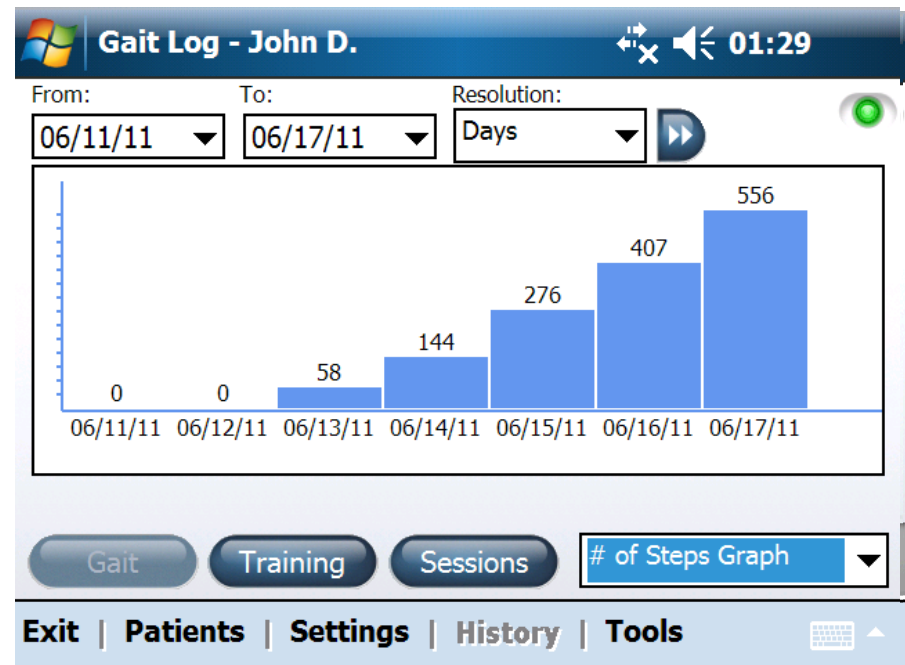 Gait Log - John D. 01:29
From: To: Resolution:
06/11/11 06/17/11 Days
556
407
276
144
58
0 0
06/11/11 06/12/11 06/13/11 06/14/11 06/15/11 06/16/11 06/17/11
Gait Training Sessions # of Steps Graph
Exit | Patients | Settings | History | Tools